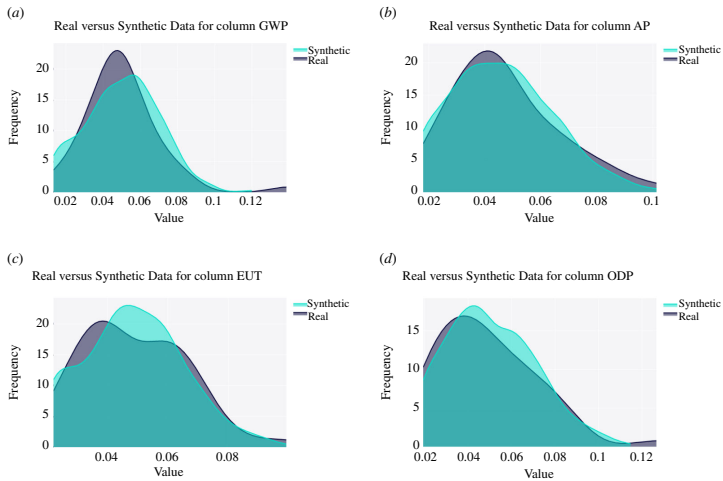 (a)
Real versus Synthetic Data for column GWP
Synthetic
Real
20
15
10
5
0
Frequency
0.02 0.04 0.06 0.08 0.1 0.12
Value
(b)
Real versus Synthetic Data for column AP
Synthetic
Real
20
15
10
5
0
Frequency
0.02 0.04 0.06 0.08 0.1
Value
(c)
Real versus Synthetic Data for column EUT
Synthetic
Real
20
15
10
5
0
Frequency
0.04 0.06 0.08
Value
(d)
Real versus Synthetic Data for column ODP
Synthetic
Real
15
10
5
0
Frequency
0.02 0.04 0.06 0.08 0.1 0.12
Value